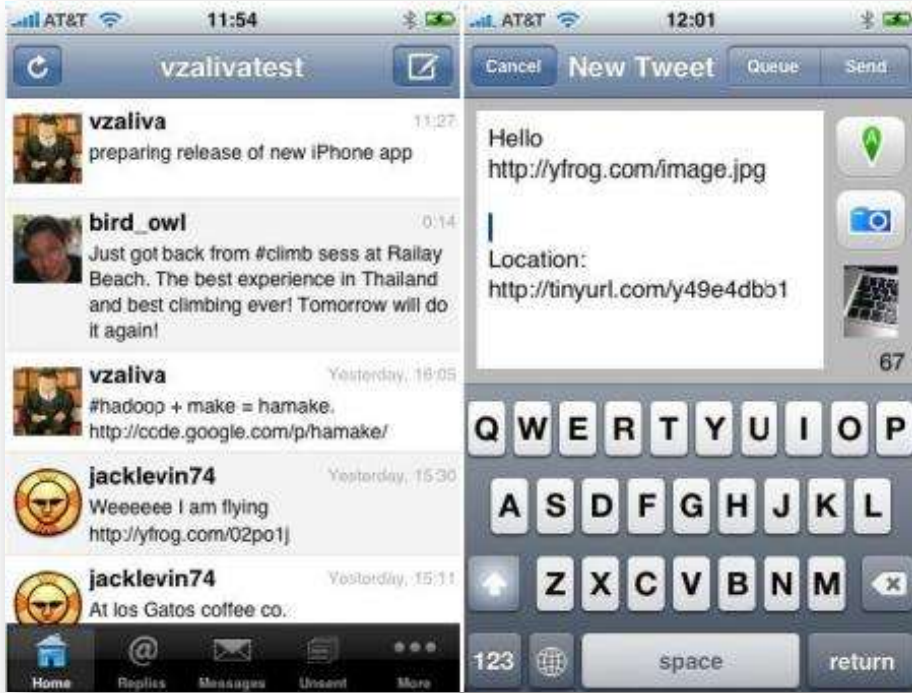 AT&T 11:54
vzalivatest
vzaliva 11:27
preparing release of new iPhone app
bird_owl 0:14
Just got back from #climb sess at Railay
Beach. The best experience in Thailand
and best climbing ever! Tomorrow will do
it again!
vzaliva Yesterday, 16:05
#hadoop + make = hamake.
http://code.google.com/p/hamake/
jacklevin74 Yesterday, 15:30
Weeeeee I am flying
http://yfrog.com/02po1j
jacklevin74 Yesterday, 15:11
At los Gatos coffee co.
Home Replies Messages Unsent More
AT&T 12:01
Cancel New Tweet Queue Send
Hello
http://yfrog.com/image.jpg
Location:
http://tinyurl.com/y49e4dbb1
A
67
Q W E R T Y U I O P
A S D F G H J K L
Z X C V B N M
123 space return